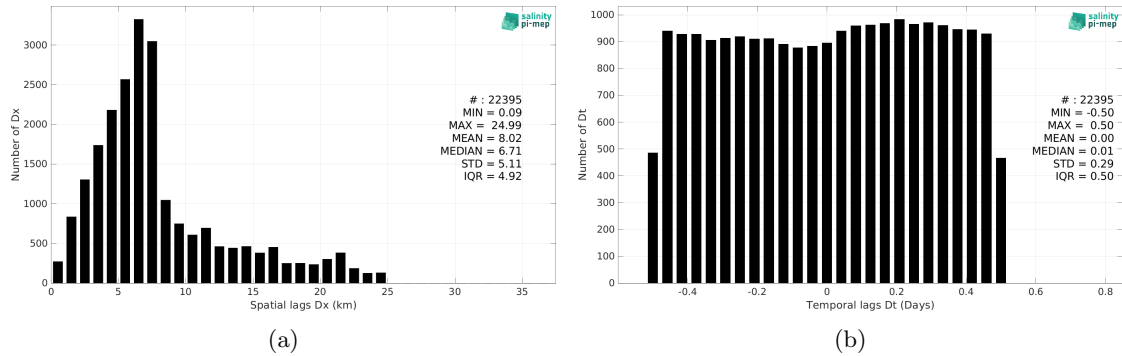 salinity
pi-mep
3000
2500
2000
1500
1000
500
0
Number of Dx
# : 22395
MIN = 0.09
MAX = 24.99
MEAN = 8.02
MEDIAN = 6.71
STD = 5.11
IQR = 4.92
0 5 10 15 20 25 30 35
Spatial lags Dx (km)
(a)
salinity
pi-mep
1000
900
800
700
600
500
400
300
200
100
0
Number of Dt
# : 22395
MIN = -0.50
MAX = 0.50
MEAN = 0.00
MEDIAN = 0.01
STD = 0.29
IQR = 0.50
-0.4 -0.2 0 0.2 0.4 0.6 0.8
Temporal lags Dt (Days)
(b)